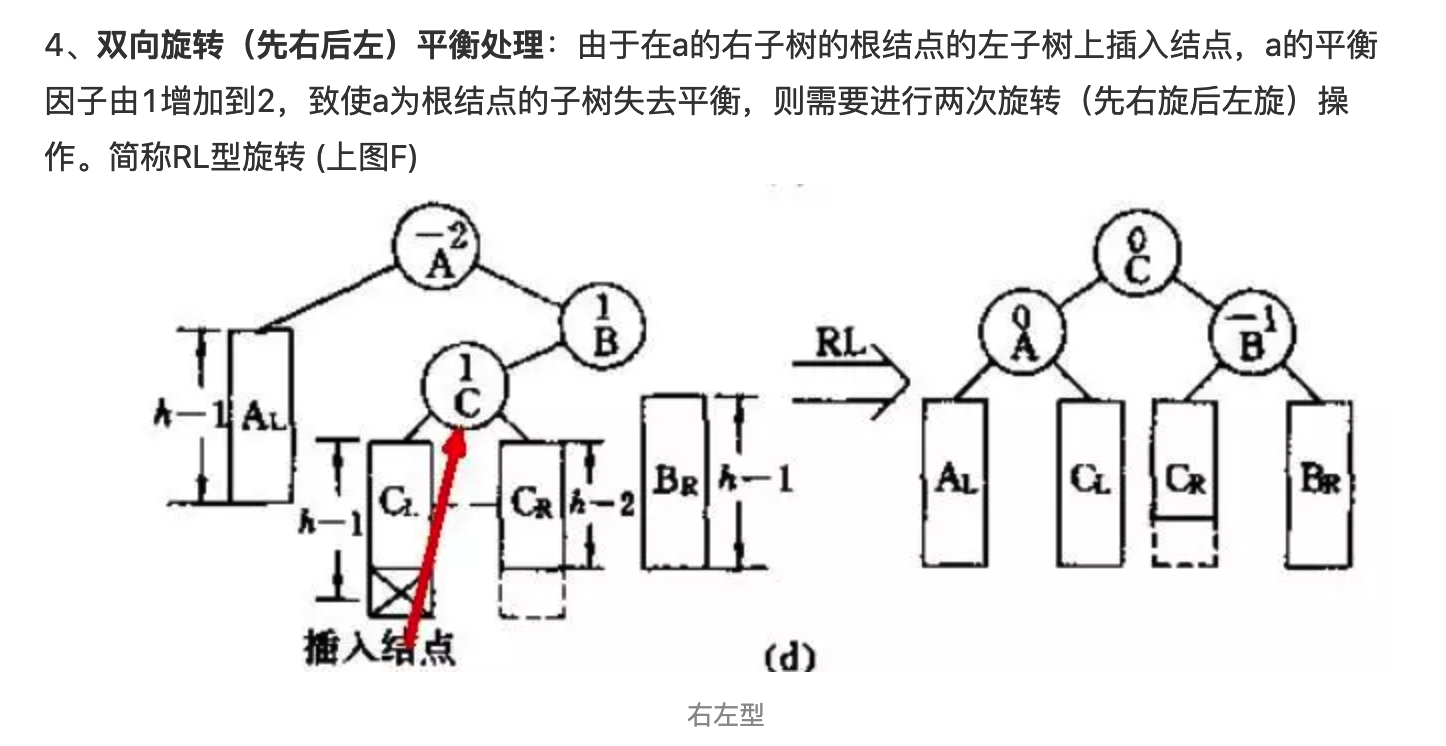 4、双向旋转（先右后左）平衡处理：由于在a的右子树的根结点的左子树上插入结点，a的平衡
因子由1增加到2，致使a为根结点的子树失去平衡，则需要进行两次旋转（先右旋后左旋）操
作。简称RL型旋转 (上图F)
-2
A
1
B
1
C
h-1
AL
h-1
CL
CR
h-2
BR
h-1
插入结点
RL
0
C
0
A
-1
B
AL
CL
CR
BR
(d)
右左型